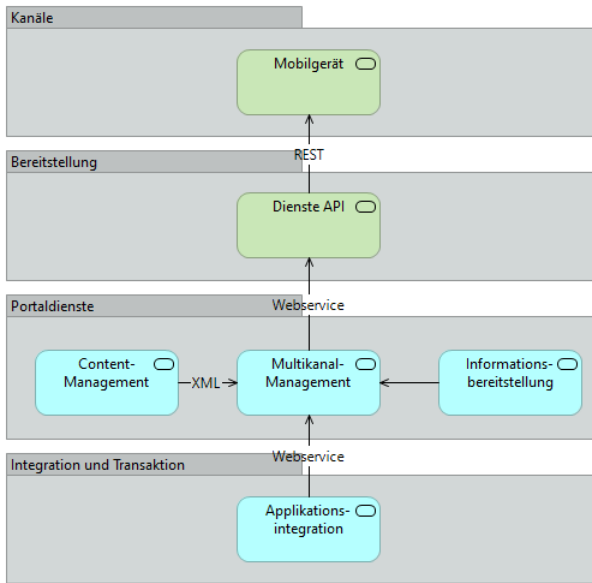 Kanäle
Mobilgerät
REST
Bereitstellung
Dienste API
Webservice
Portaldienste
Content-
Management
XML
Multikanal-
Management
Informations-
bereitstellung
Webservice
Integration und Transaktion
Applikations-
integration